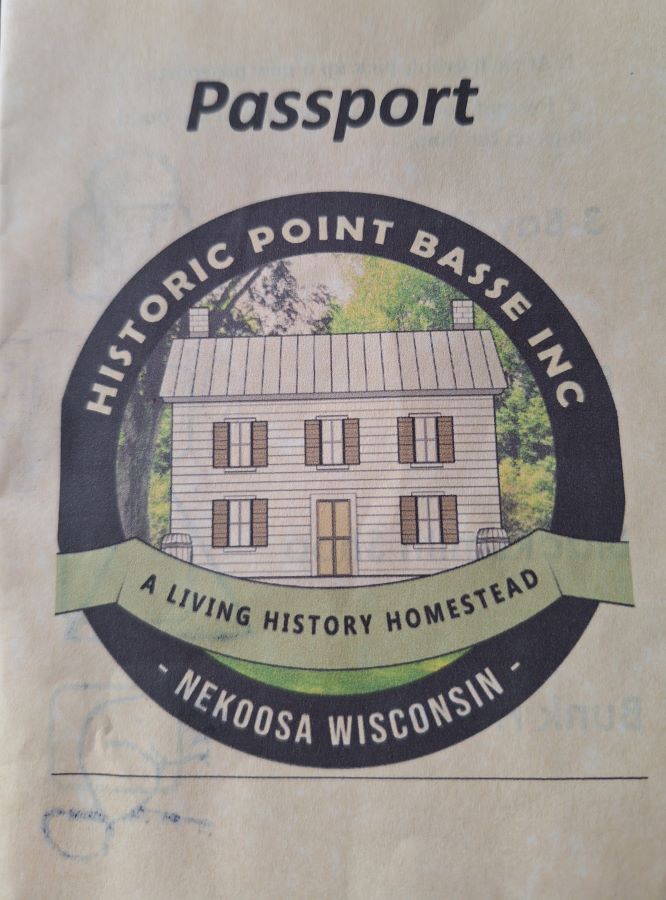 Passport
HISTORIC POINT BASSE INC
A LIVING HISTORY HOMESTEAD
- NEKOOSA WISCONSIN -